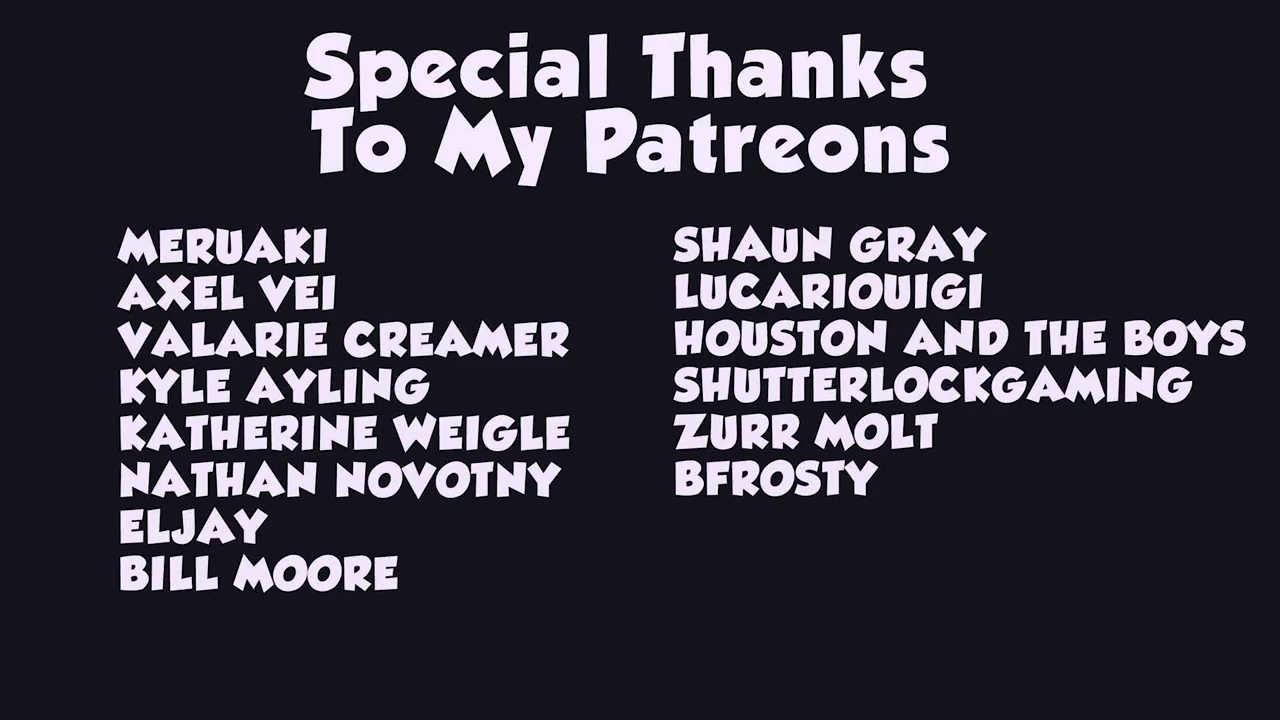 Special Thanks
To My Patreons
MERUAKI
AXEL VEI
VALARIE CREAMER
KYLE AYLING
KATHERINE WEIGLE
NATHAN NOVOTNY
ELJAY
BILL MOORE
SHAUN GRAY
LUCARIOUIGI
HOUSTON AND THE BOYS
SHUTTERLOCKGAMING
ZURR MOLT
BFROSTY